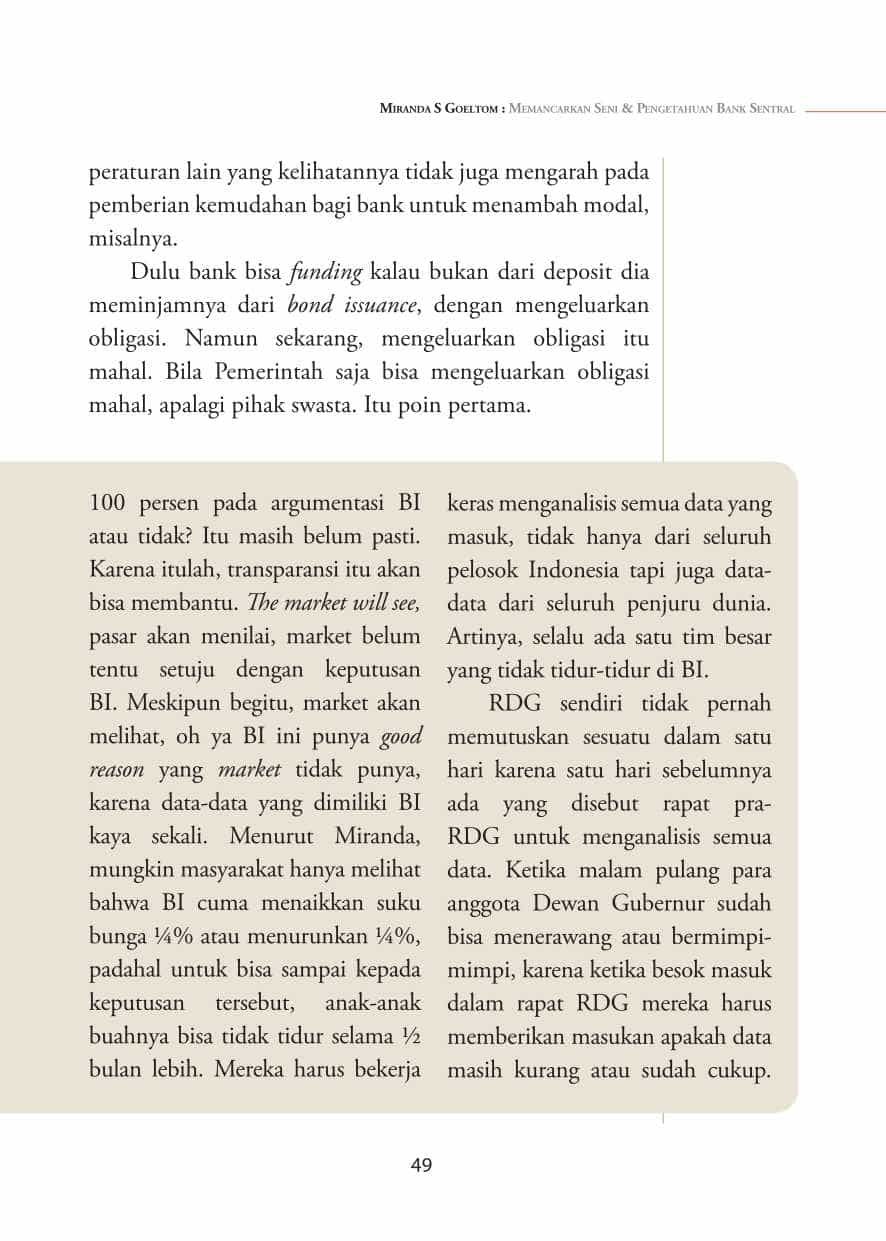 MIRANDA S GOELTOM : MEMANCARKAN SENI & PENGETAHUAN BANK SENTRAL
peraturan lain yang kelihatannya tidak juga mengarah pada
pemberian kemudahan bagi bank untuk menambah modal,
misalnya.
Dulu bank bisa funding kalau bukan dari deposit dia
meminjamnya dari bond issuance, dengan mengeluarkan
obligasi. Namun sekarang, mengeluarkan obligasi itu
mahal. Bila Pemerintah saja bisa mengeluarkan obligasi
mahal, apalagi pihak swasta. Itu poin pertama.
100 persen pada argumentasi BI
atau tidak? Itu masih belum pasti.
Karena itulah, transparansi itu akan
bisa membantu. The market will see,
pasar akan menilai, market belum
tentu setuju dengan keputusan
BI. Meskipun begitu, market akan
melihat, oh ya BI ini punya good
reason yang market tidak punya,
karena data-data yang dimiliki BI
kaya sekali. Menurut Miranda,
mungkin masyarakat hanya melihat
bahwa BI cuma menaikkan suku
bunga ¼% atau menurunkan ¼%,
padahal untuk bisa sampai kepada
keputusan tersebut, anak-anak
buahnya bisa tidak tidur selama ½
bulan lebih. Mereka harus bekerja
keras menganalisis semua data yang
masuk, tidak hanya dari seluruh
pelosok Indonesia tapi juga data-
data dari seluruh penjuru dunia.
Artinya, selalu ada satu tim besar
yang tidak tidur-tidur di BI.
RDG sendiri tidak pernah
memutuskan sesuatu dalam satu
hari karena satu hari sebelumnya
ada yang disebut rapat pra-
RDG untuk menganalisis semua
data. Ketika malam pulang para
anggota Dewan Gubernur sudah
bisa menerawang atau bermimpi-
mimpi, karena ketika besok masuk
dalam rapat RDG mereka harus
memberikan masukan apakah data
masih kurang atau sudah cukup.
49